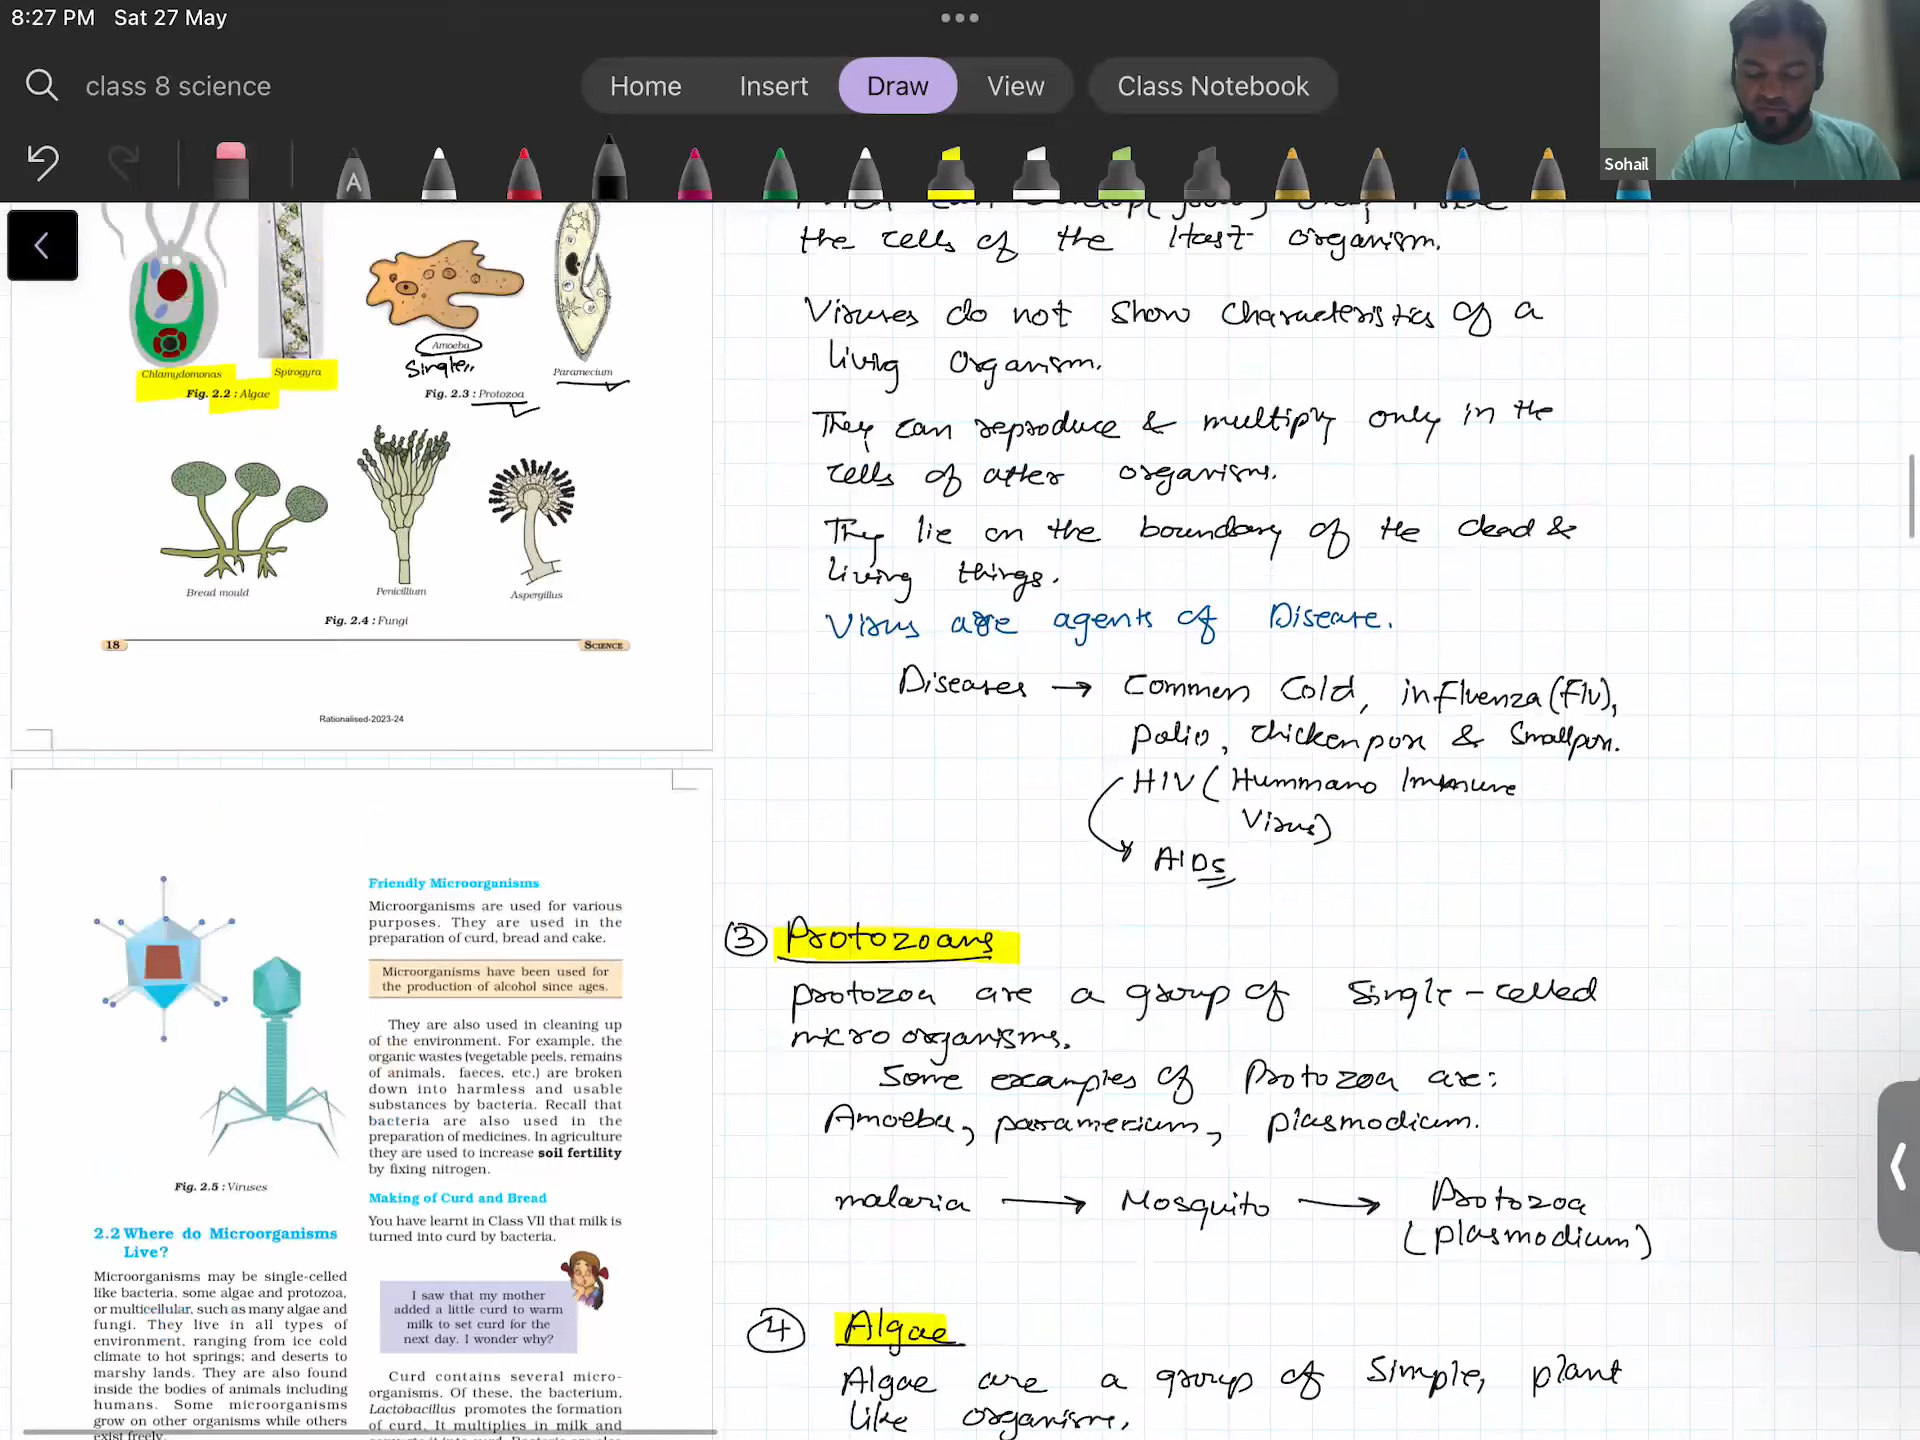 8:27 PM Sat 27 May
class 8 science
Home Insert Draw View Class Notebook
A
Sohail
Chlamydomonas
Spirogyra
Fig. 2.2 : Algae
Amoeba
Single..
Paramecium
Fig. 2.3 : Protozoa
Bread mould
Penicillium
Aspergillus
Fig. 2.4 : Fungi
18
SCIENCE
Rationalised-2023-24
Fig. 2.5 : Viruses
2.2 Where do Microorganisms
Live?
Microorganisms may be single-celled
like bacteria, some algae and protozoa,
or multicellular, such as many algae and
fungi. They live in all types of
environment, ranging from ice cold
climate to hot springs; and deserts to
marshy lands. They are also found
inside the bodies of animals including
humans. Some microorganisms
grow on other organisms while others
exist freely.
Friendly Microorganisms
Microorganisms are used for various
purposes. They are used in the
preparation of curd, bread and cake.
Microorganisms have been used for
the production of alcohol since ages.
They are also used in cleaning up
of the environment. For example, the
organic wastes (vegetable peels, remains
of animals, faeces, etc.) are broken
down into harmless and usable
substances by bacteria. Recall that
bacteria are also used in the
preparation of medicines. In agriculture
they are used to increase soil fertility
by fixing nitrogen.
Making of Curd and Bread
You have learnt in Class VII that milk is
turned into curd by bacteria.
I saw that my mother
added a little curd to warm
milk to set curd for the
next day. I wonder why?
Curd contains several micro-
organisms. Of these, the bacterium,
Lactobacillus promotes the formation
of curd. It multiplies in milk and
the cells of the Host organism.
Viruses do not Show characteristics of a
living organism.
They can reproduce & multiply only in the
cells of other organisms.
They lie on the boundary of the dead &
living things.
Virus are agents of Disease.
Diseases → Common Cold, influenza (Flu),
polio, chickenpox & Smallpox.
HIV ( Hummano Immune
Virus)
AIDS
3 Protozoans
protozoa are a group of Single-celled
micro organisms.
Some examples of Protozoa are:
Amoeba, paramecium, plasmodium.
malaria → Mosquito → Protozoa
(plasmodium)
4 Algae
Algae are a group of Simple, plant
like organism.